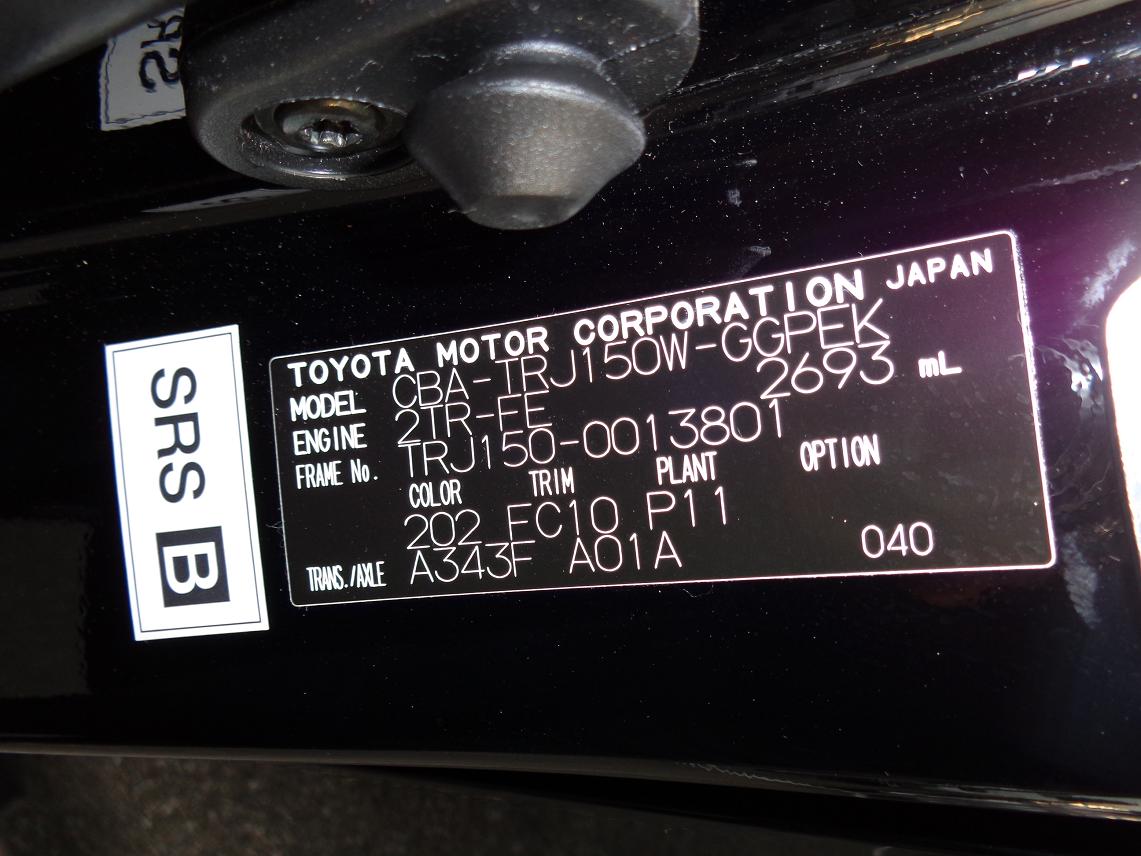 SRS
SRS B
TOYOTA MOTOR CORPORATION JAPAN
MODEL CBA-TRJ150W-GGPEK
ENGINE 2TR-FE 2693 mL
FRAME No. TRJ150-0013801
COLOR TRIM PLANT OPTION
202 FC10 P11
TRANS./AXLE A343F A01A 040